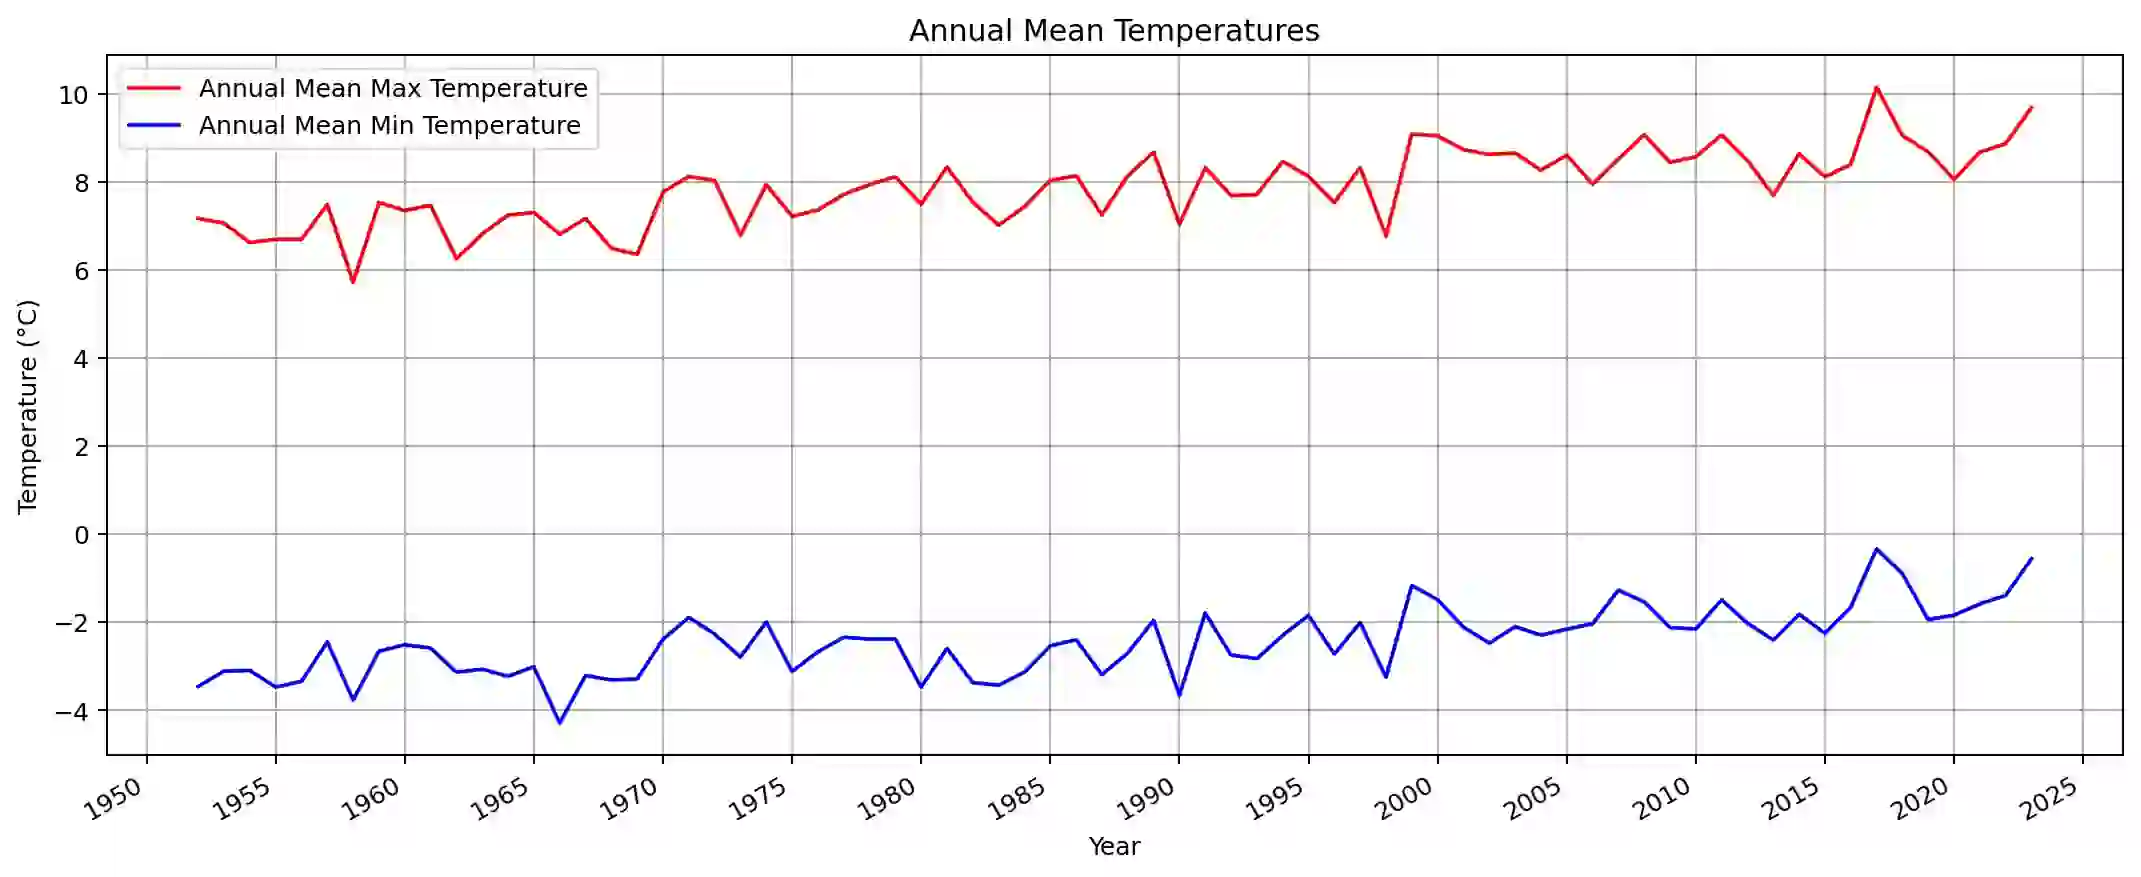 Annual Mean Temperatures
Annual Mean Max Temperature
Annual Mean Min Temperature
10
8
6
4
2
0
−2
−4
Temperature (°C)
1950 1955 1960 1965 1970 1975 1980 1985 1990 1995 2000 2005 2010 2015 2020 2025
Year